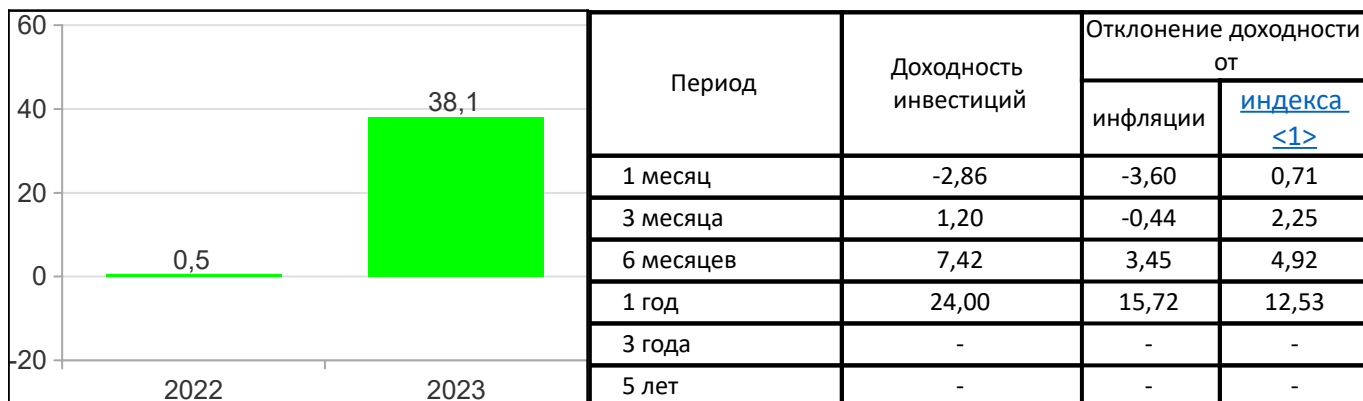 60
40
20
0
-20
0,5
38,1
2022
2023
Период
Доходность
инвестиций
Отклонение доходности
от
инфляции
индекса
<1>
1 месяц -2,86 -3,60 0,71
3 месяца 1,20 -0,44 2,25
6 месяцев 7,42 3,45 4,92
1 год 24,00 15,72 12,53
3 года - - -
5 лет - - -